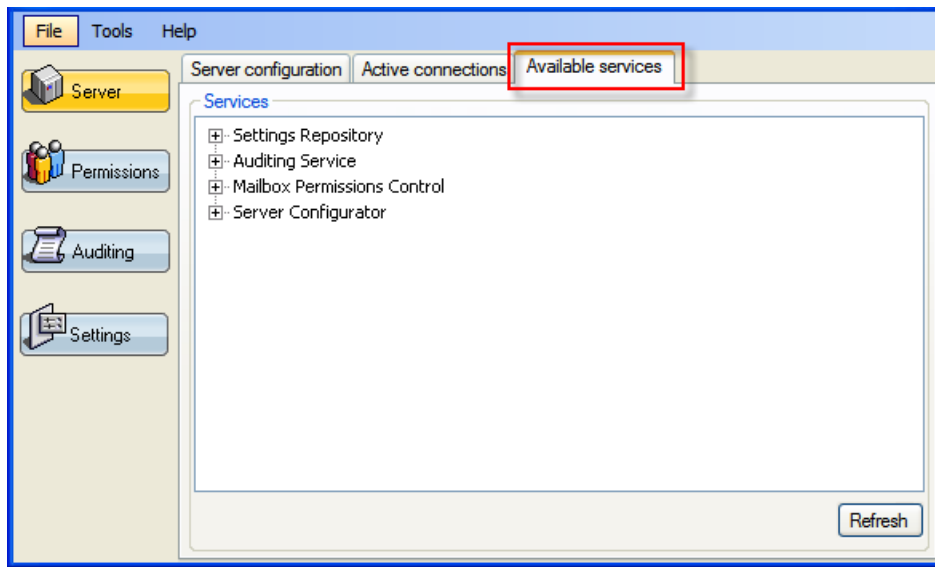 File Tools Help
Server
Permissions
Auditing
Settings
Server configuration Active connections Available services
Services
Settings Repository
Auditing Service
Mailbox Permissions Control
Server Configurator
Refresh